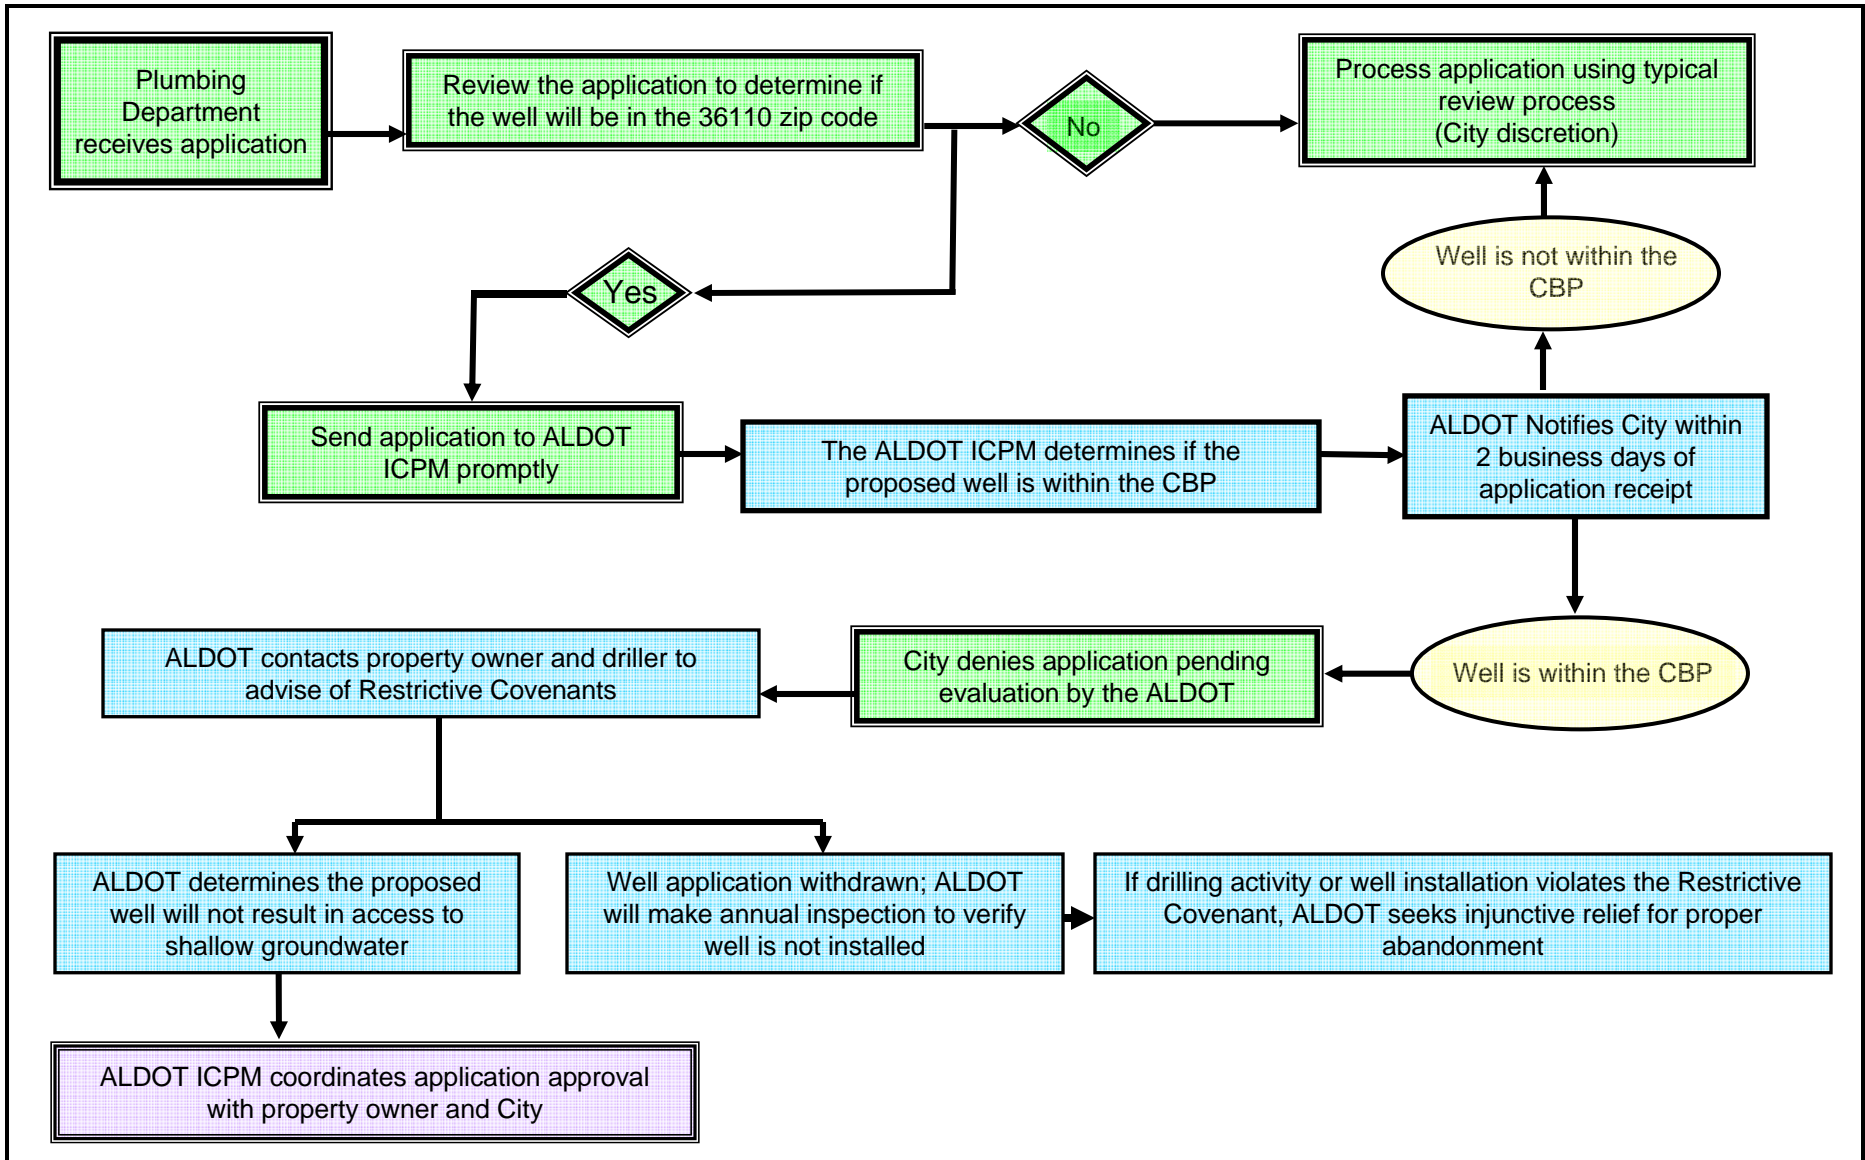 Plumbing
Department
receives application
Review the application to determine if
the well will be in the 36110 zip code
No
Process application using typical
review process
(City discretion)
Well is not within the
CBP
Yes
Send application to ALDOT
ICPM promptly
The ALDOT ICPM determines if the
proposed well is within the CBP
ALDOT Notifies City within
2 business days of
application receipt
ALDOT contacts property owner and driller to
advise of Restrictive Covenants
City denies application pending
evaluation by the ALDOT
Well is within the CBP
ALDOT determines the proposed
well will not result in access to
shallow groundwater
Well application withdrawn; ALDOT
will make annual inspection to verify
well is not installed
If drilling activity or well installation violates the Restrictive
Covenant, ALDOT seeks injunctive relief for proper
abandonment
ALDOT ICPM coordinates application approval
with property owner and City